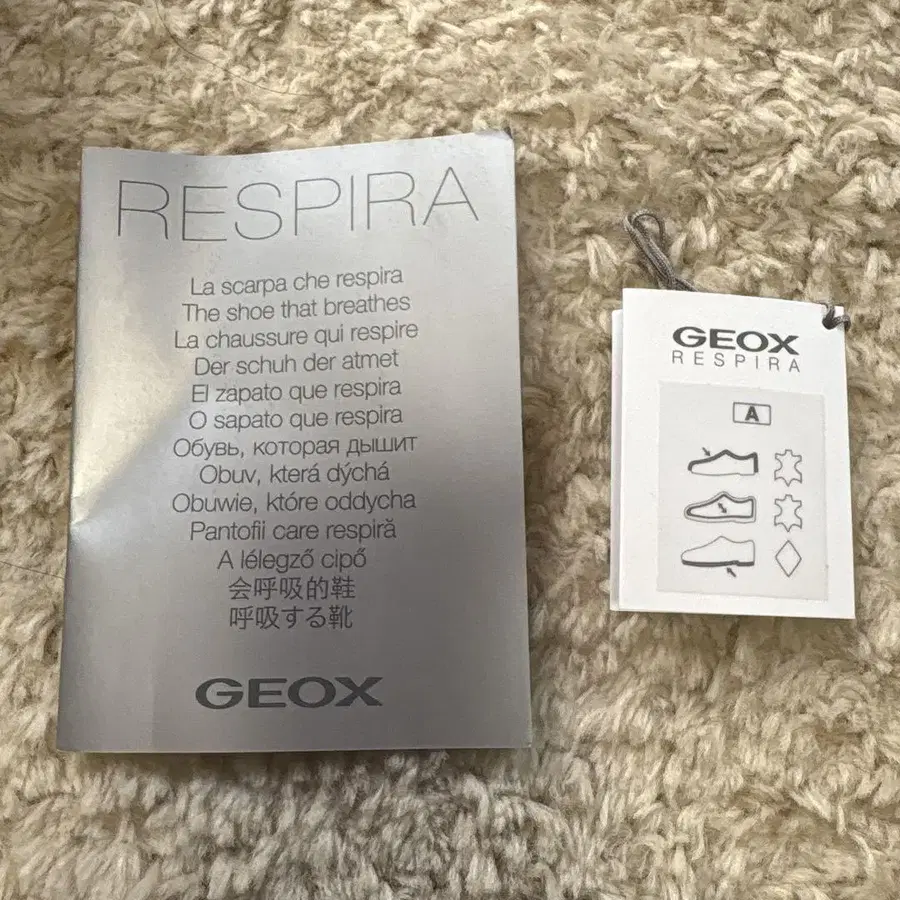 RESPIRA
La scarpa che respira
The shoe that breathes
La chaussure qui respire
Der schuh der atmet
El zapato que respira
O sapato que respira
Обувь, которая дышит
Obuv, která dýchá
Obuwie, które oddycha
Pantofii care respiră
A lélegző cipő
会呼吸的鞋
呼吸する靴
GEOX
GEOX
RESPIRA
A